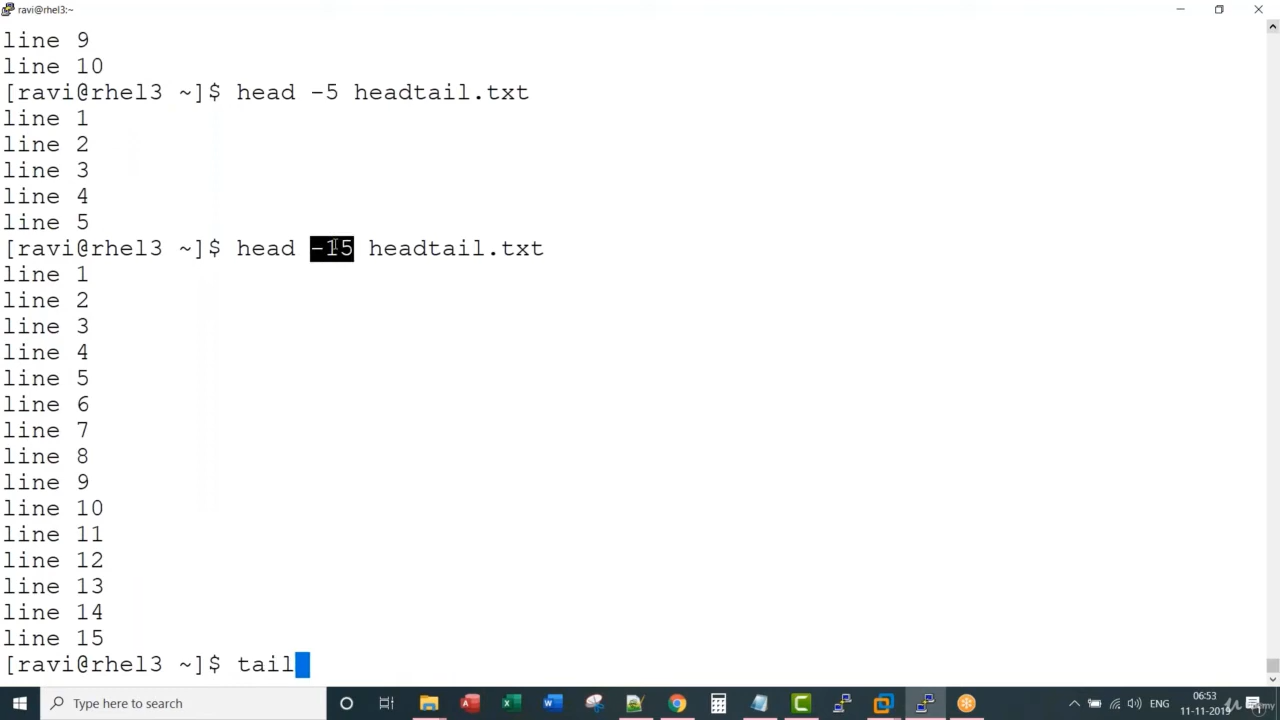 ravi@rhel3:~
line 9
line 10
[ravi@rhel3 ~]$ head -5 headtail.txt
line 1
line 2
line 3
line 4
line 5
[ravi@rhel3 ~]$ head -15 headtail.txt
line 1
line 2
line 3
line 4
line 5
line 6
line 7
line 8
line 9
line 10
line 11
line 12
line 13
line 14
line 15
[ravi@rhel3 ~]$ tail
Type here to search
ENG
06:53
11-11-2019